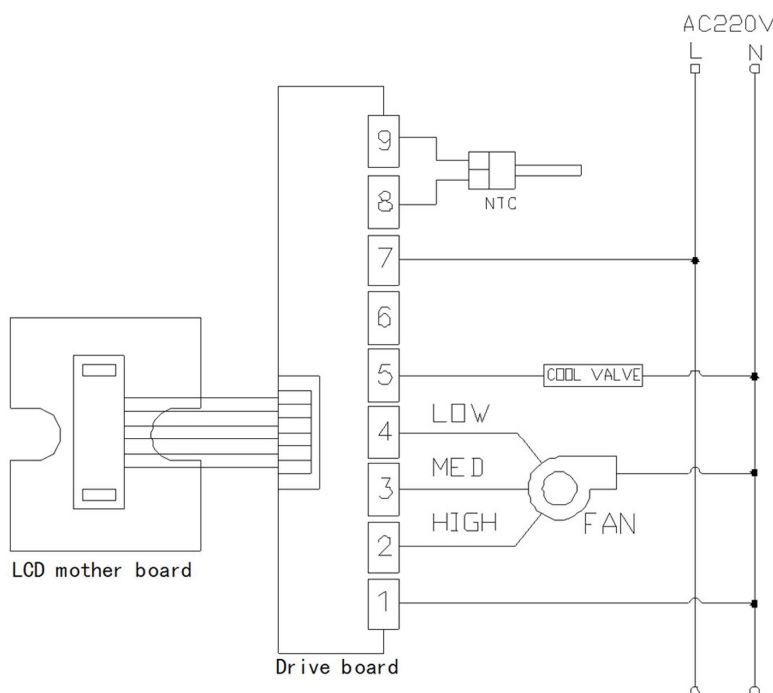 AC220V
L N
9
8
NTC
7
6
5
COOL VALVE
4
LOW
3
MED
2
HIGH
FAN
1
LCD mother board
Drive board